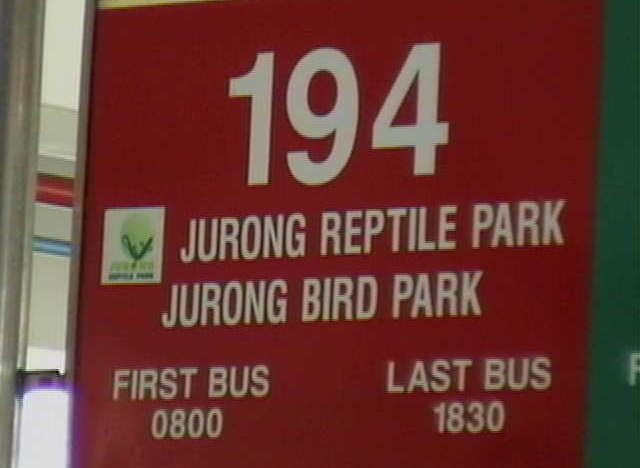 194
JURONG REPTILE PARK
JURONG BIRD PARK
FIRST BUS LAST BUS
0800 1830